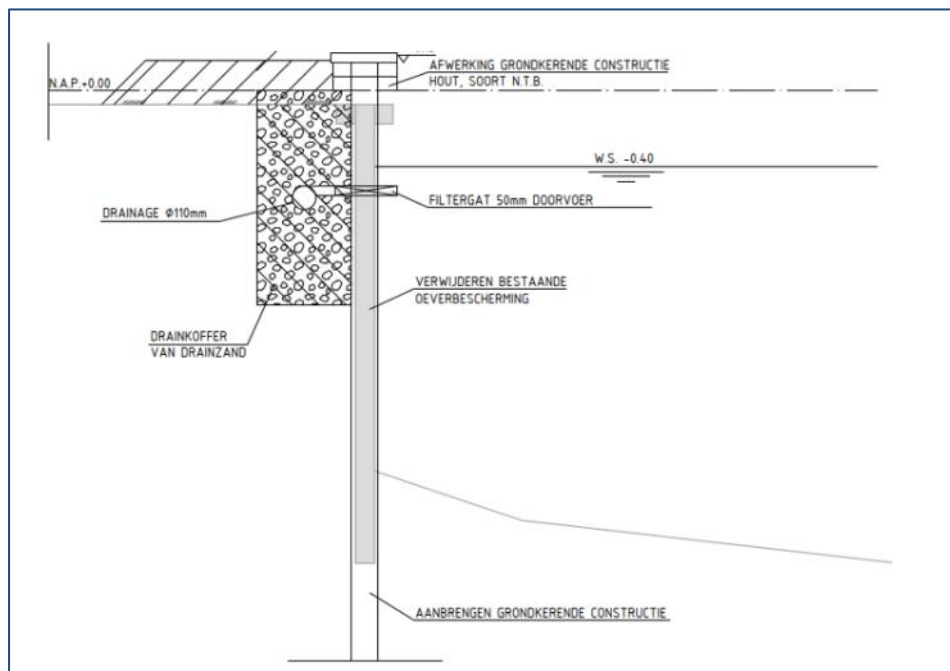 AFWERKING GRONDKERENDE CONSTRUCTIE
HOUT, SOORT N.T.B.
N.A.P.+0.00
W.S. -0.40
DRAINAGE Φ110mm
FILTERGAT 50mm DOORVOER
VERWIJDEREN BESTAANDE
OEVERBESCHERMING
DRAINKOFFER
VAN DRAINZAND
AANBRENGEN GRONDKERENDE CONSTRUCTIE